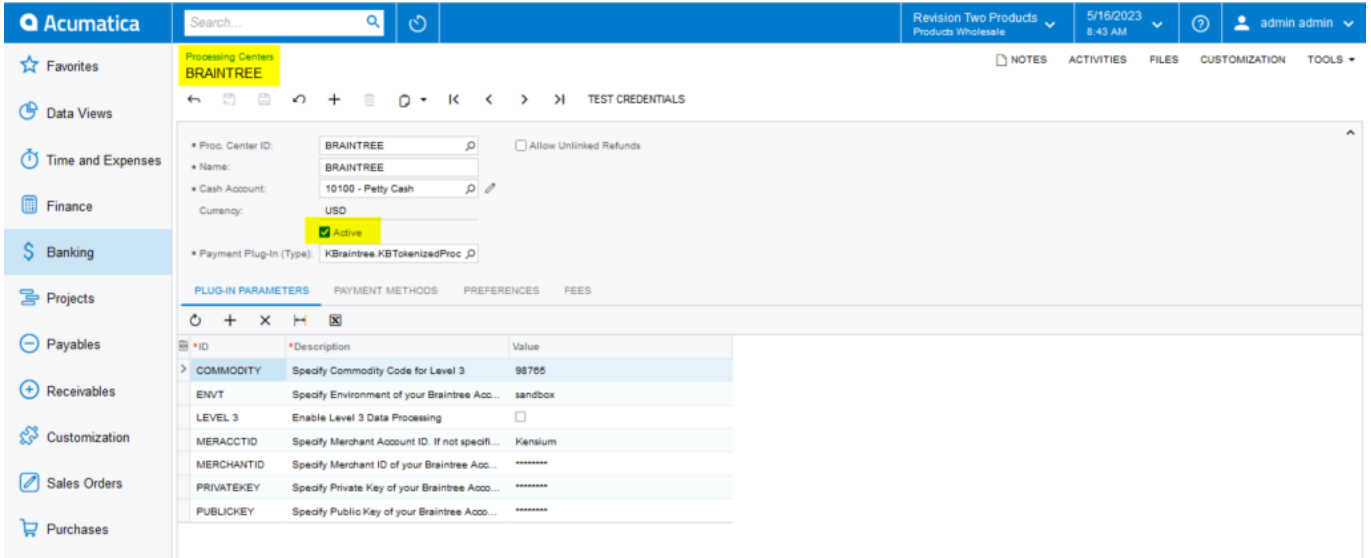 Acumatica
Search...
Revision Two Products
Products Wholesale
5/16/2023
8:43 AM
admin admin
Favorites
Data Views
Time and Expenses
Finance
Banking
Projects
Payables
Receivables
Customization
Sales Orders
Purchases
Processing Centers
BRAINTREE
NOTES ACTIVITIES FILES CUSTOMIZATION TOOLS
TEST CREDENTIALS
* Proc. Center ID: BRAINTREE Allow Unlinked Refunds
* Name: BRAINTREE
* Cash Account: 10100 - Petty Cash
Currency: USD
Active
* Payment Plug-In (Type): KBraintree.KBTokenizedProc
PLUG-IN PARAMETERS PAYMENT METHODS PREFERENCES FEES
*ID *Description Value
COMMODITY Specify Commodity Code for Level 3 98765
ENVT Specify Environment of your Braintree Acc... sandbox
LEVEL 3 Enable Level 3 Data Processing
MERACCTID Specify Merchant Account ID. If not specifi... Kensium
MERCHANTID Specify Merchant ID of your Braintree Acc... ********
PRIVATEKEY Specify Private Key of your Braintree Acco... ********
PUBLICKEY Specify Public Key of your Braintree Acco... ********